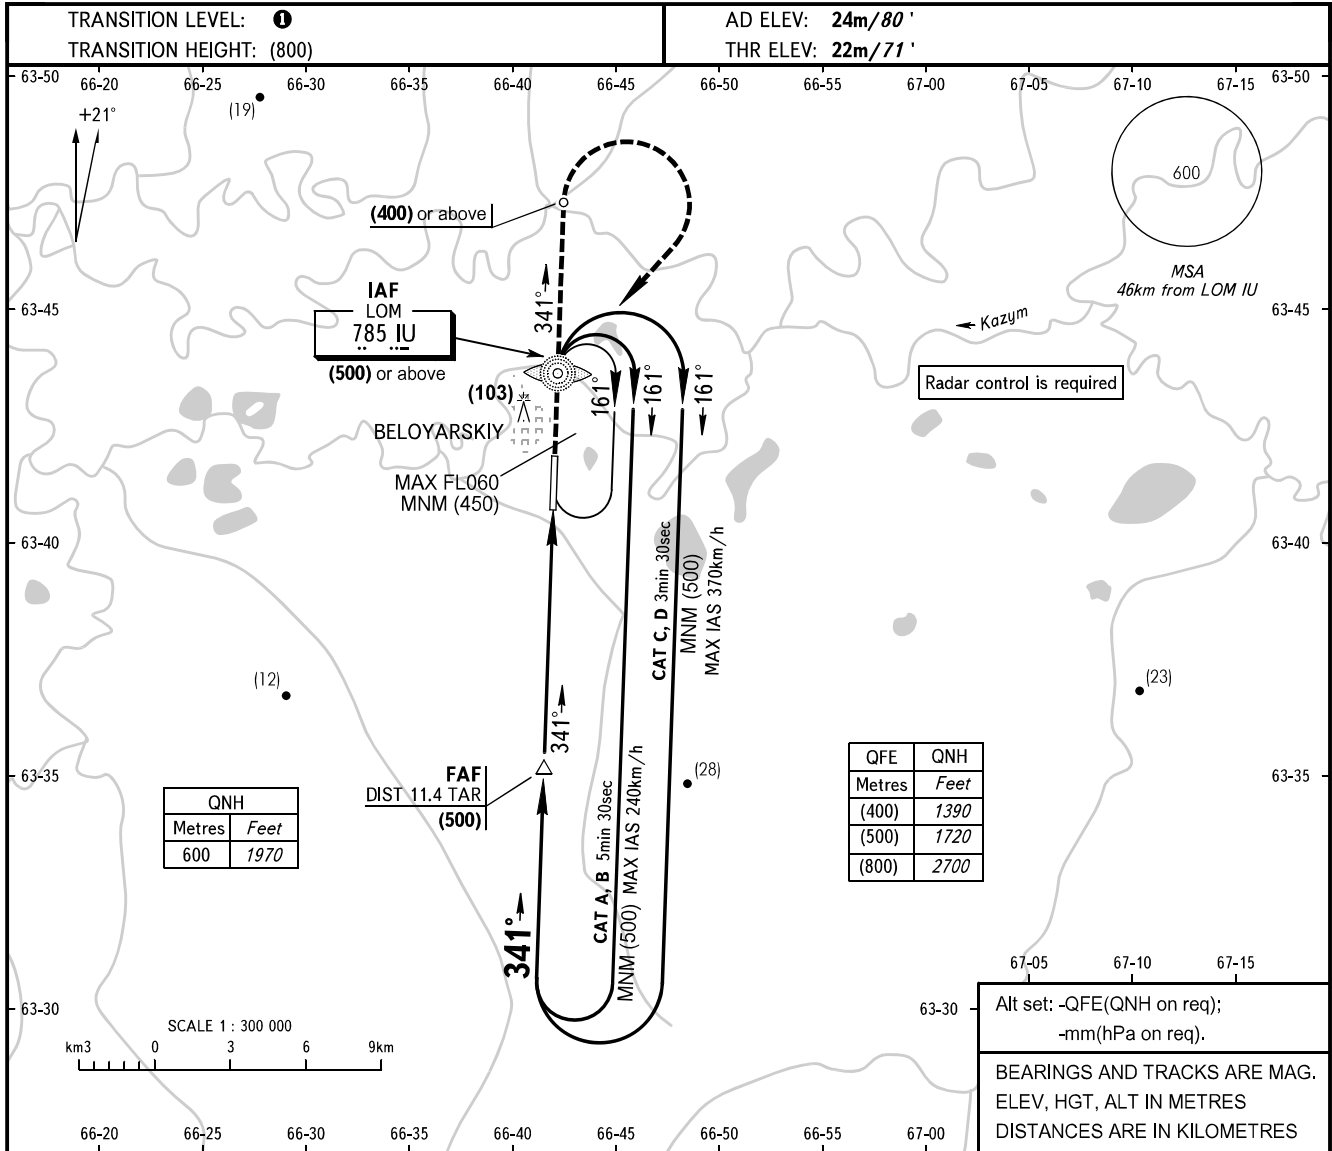 TRANSITION LEVEL: ❶
TRANSITION HEIGHT: (800)
AD ELEV: 24m/80 '
THR ELEV: 22m/71 '
63-50
66-20 66-25 66-30 66-35 66-40 66-45 66-50 66-55 67-00 67-05 67-10 67-15
63-50
+21°
(19)
600
MSA
46km from LOM IU
(400) or above
341°
IAF
LOM
785 IU
(500) or above
63-45
63-45
Kazym
Radar control is required
(103)
161°
161°
161°
BELOYARSKIY
MAX FL060
MNM (450)
63-40
63-40
CAT C, D 3min 30sec
MNM (500)
MAX IAS 370km/h
(12)
(23)
341°
63-35
63-35
FAF
DIST 11.4 TAR
(500)
(28)
QFE QNH
Metres Feet
(400) 1390
(500) 1720
(800) 2700
QNH
Metres Feet
600 1970
CAT A, B 5min 30sec
MNM (500) MAX IAS 240km/h
341°
67-05 67-10 67-15
63-30
63-30
SCALE 1 : 300 000
km3 0 3 6 9km
Alt set: -QFE(QNH on req);
-mm(hPa on req).
BEARINGS AND TRACKS ARE MAG.
ELEV, HGT, ALT IN METRES
DISTANCES ARE IN KILOMETRES
66-20 66-25 66-30 66-35 66-40 66-45 66-50 66-55 67-00